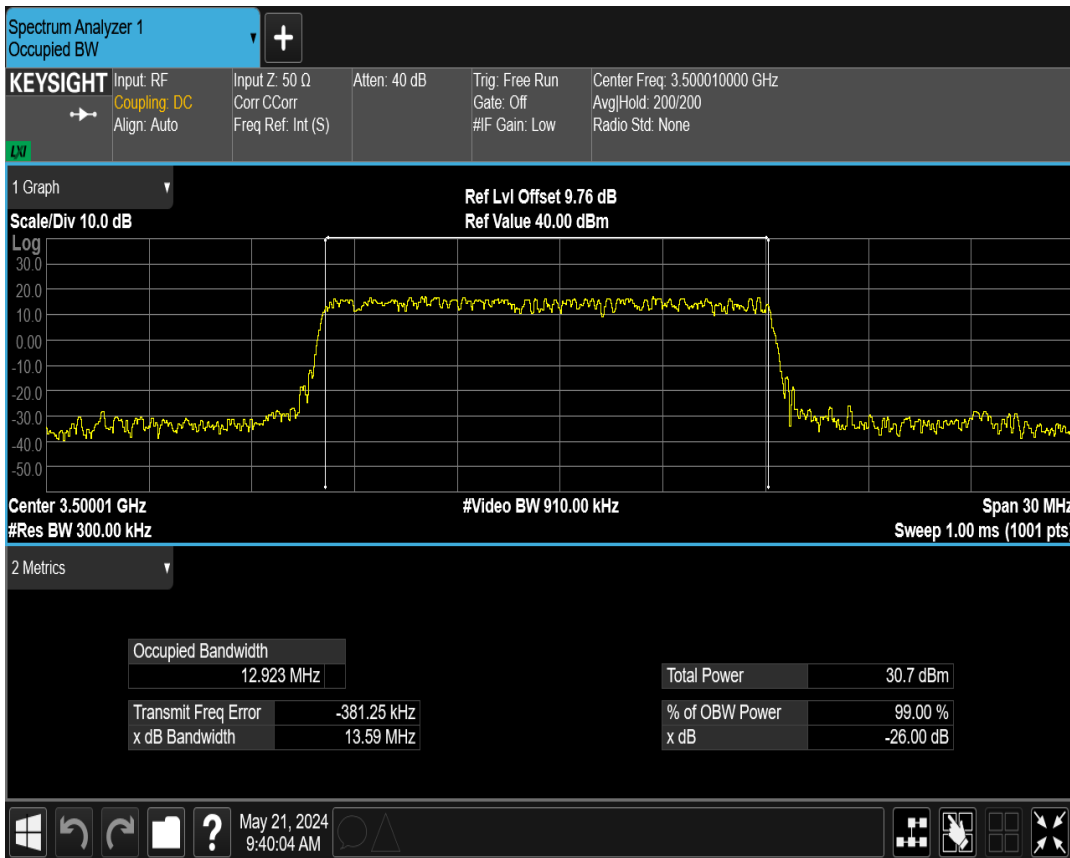 Spectrum Analyzer 1
Occupied BW
KEYSIGHT
LXI
Input: RF
Coupling: DC
Align: Auto
Input Z: 50 Ω
Corr CCorr
Freq Ref: Int (S)
Atten: 40 dB
Trig: Free Run
Gate: Off
#IF Gain: Low
Center Freq: 3.500010000 GHz
Avg|Hold: 200/200
Radio Std: None
1 Graph
Scale/Div 10.0 dB
Ref Lvl Offset 9.76 dB
Ref Value 40.00 dBm
Log
30.0
20.0
10.0
0.00
-10.0
-20.0
-30.0
-40.0
-50.0
Center 3.50001 GHz
#Video BW 910.00 kHz
Span 30 MHz
#Res BW 300.00 kHz
Sweep 1.00 ms (1001 pts)
2 Metrics
Occupied Bandwidth
12.923 MHz
Total Power 30.7 dBm
Transmit Freq Error -381.25 kHz
% of OBW Power 99.00 %
x dB Bandwidth 13.59 MHz
x dB -26.00 dB
?
May 21, 2024
9:40:04 AM